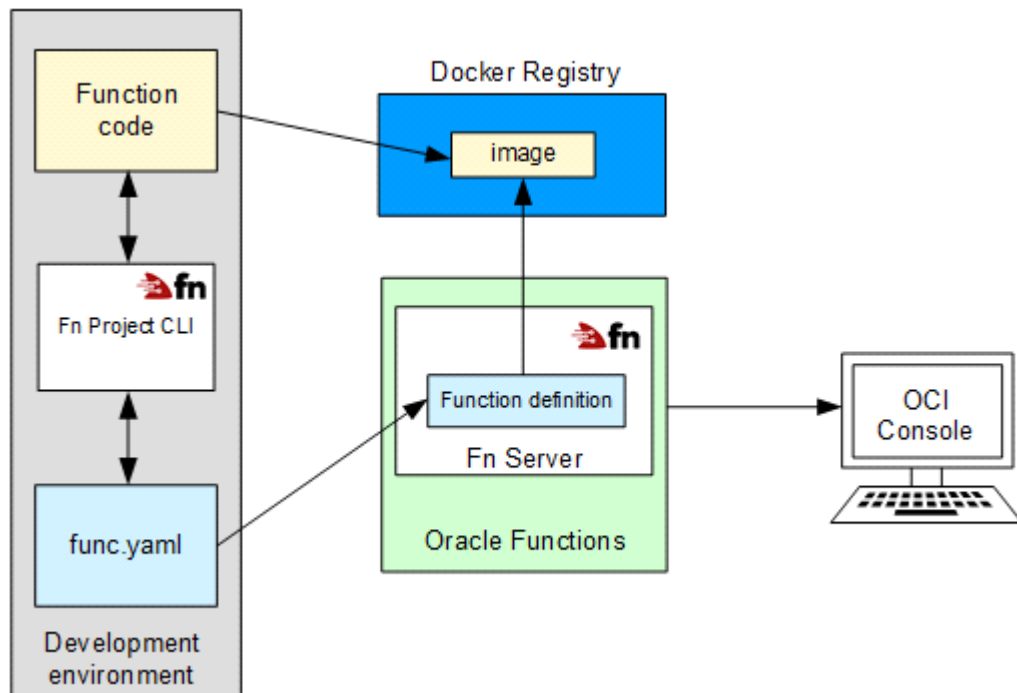 Function
code
fn
Fn Project CLI
func.yaml
Development
environment
Docker Registry
image
fn
Function definition
Fn Server
Oracle Functions
OCI
Console